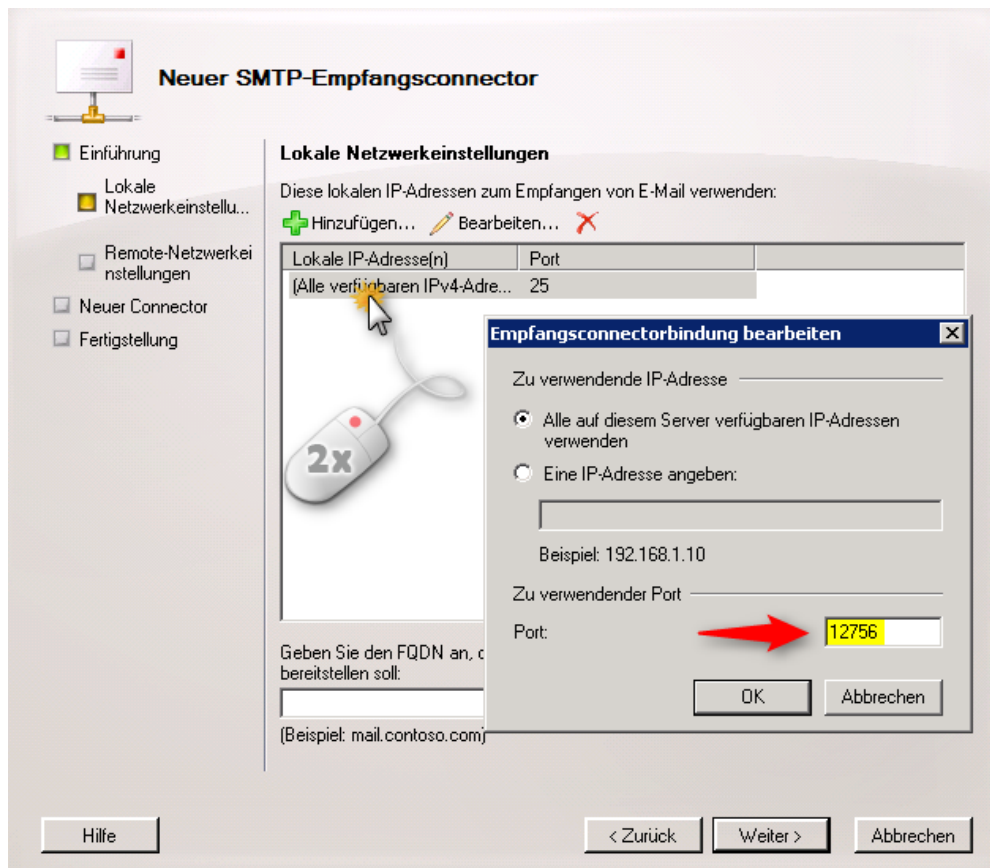 Neuer SMTP-Empfangsconnector
Einführung
Lokale
Netzwerkeinstellu...
Remote-Netzwerkei
nstellungen
Neuer Connector
Fertigstellung
Lokale Netzwerkeinstellungen
Diese lokalen IP-Adressen zum Empfangen von E-Mail verwenden:
Hinzufügen... Bearbeiten...
Lokale IP-Adresse(n) Port
(Alle verfügbaren IPv4-Adre... 25
2x
Geben Sie den FQDN an, d
bereitstellen soll:
(Beispiel: mail.contoso.com)
Empfangsconnectorbindung bearbeiten
Zu verwendende IP-Adresse
Alle auf diesem Server verfügbaren IP-Adressen
verwenden
Eine IP-Adresse angeben:
Beispiel: 192.168.1.10
Zu verwendender Port
Port: 12756
OK Abbrechen
Hilfe < Zurück Weiter > Abbrechen